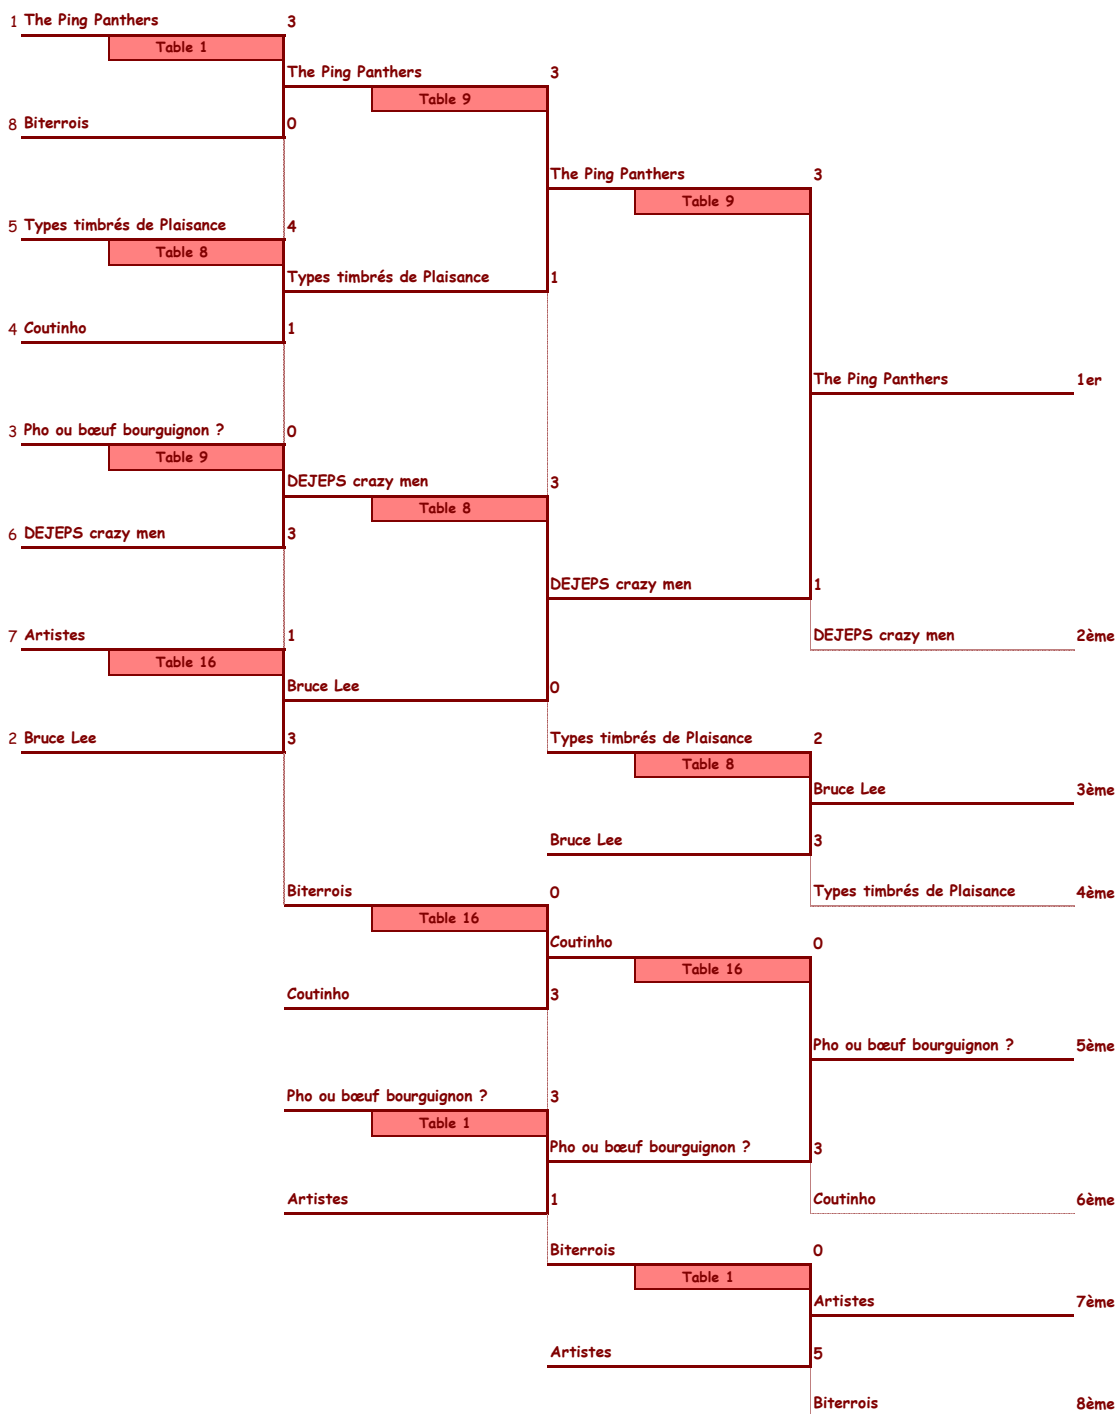 1 The Ping Panthers 3
Table 1
The Ping Panthers 3
Table 9
8 Biterrois 0
The Ping Panthers 3
Table 9
5 Types timbrés de Plaisance 4
Table 8
Types timbrés de Plaisance 1
4 Coutinho 1
The Ping Panthers 1er
3 Pho ou bœuf bourguignon ? 0
Table 9
DEJEPS crazy men 3
Table 8
6 DEJEPS crazy men 3
DEJEPS crazy men 1
7 Artistes 1
DEJEPS crazy men 2ème
Table 16
Bruce Lee 0
2 Bruce Lee 3
Types timbrés de Plaisance 2
Table 8
Bruce Lee 3ème
Bruce Lee 3
Biterrois 0
Types timbrés de Plaisance 4ème
Table 16
Coutinho 0
Table 16
Coutinho 3
Pho ou bœuf bourguignon ? 5ème
Pho ou bœuf bourguignon ? 3
Table 1
Pho ou bœuf bourguignon ? 3
Artistes 1
Coutinho 6ème
Biterrois 0
Table 1
Artistes 7ème
Artistes 5
Biterrois 8ème